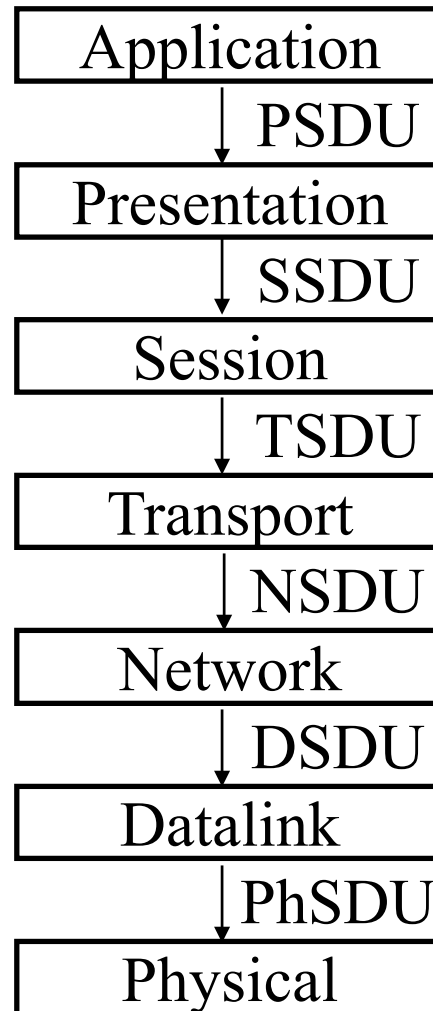 Application
PSDU
Presentation
SSDU
Session
TSDU
Transport
NSDU
Network
DSDU
Datalink
PhSDU
Physical